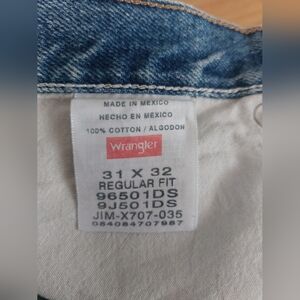 MADE IN MEXICO
HECHO EN MEXICO
100% COTTON / ALGODON
Wrangler
31 X 32
REGULAR FIT
96501DS
9J501DS
JIM-X707-035
084084707987